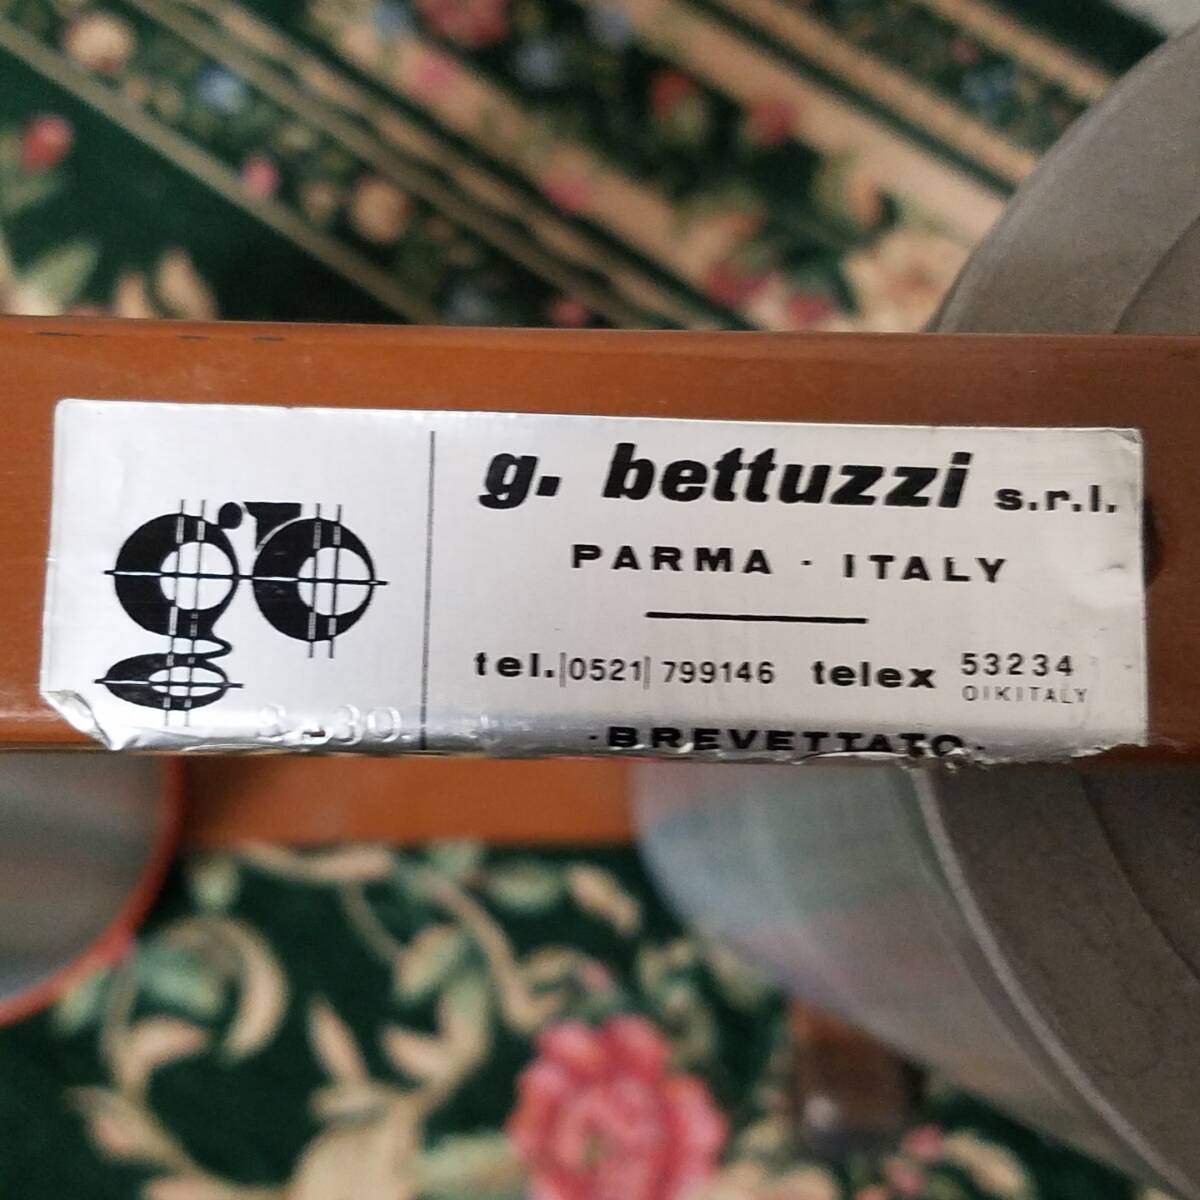 g. bettuzzi s.r.l.
PARMA · ITALY
tel. |0521| 799146 telex 53234
OIKITALY
·BREVETTATO·